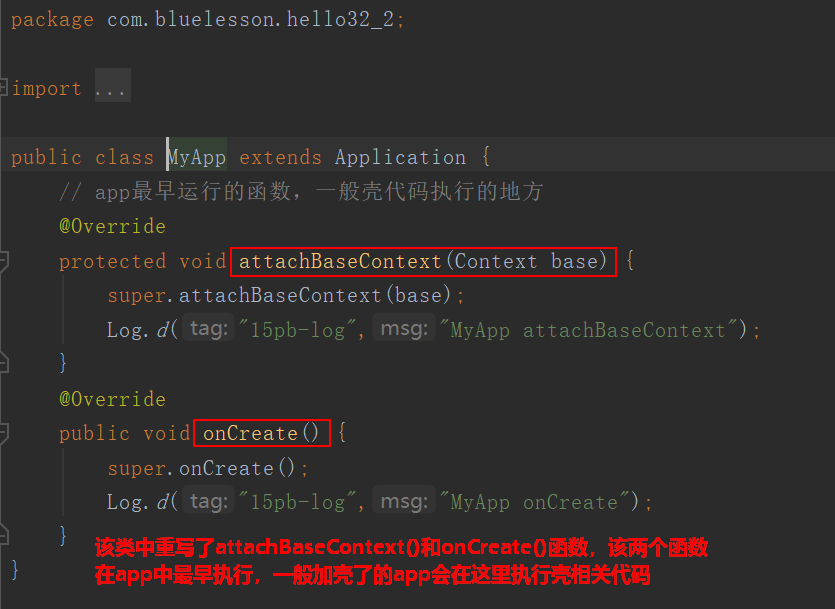 package com.bluelesson.hello32_2;
import ...
public class MyApp extends Application {
// app最早运行的函数，一般壳代码执行的地方
@Override
protected void attachBaseContext(Context base) {
super.attachBaseContext(base);
Log.d( tag: "15pb-log", msg: "MyApp attachBaseContext");
}
@Override
public void onCreate() {
super.onCreate();
Log.d( tag: "15pb-log", msg: "MyApp onCreate");
}
该类中重写了attachBaseContext()和onCreate()函数，该两个函数
在app中最早执行，一般加亮了的app会在这里执行亮相关代码
}